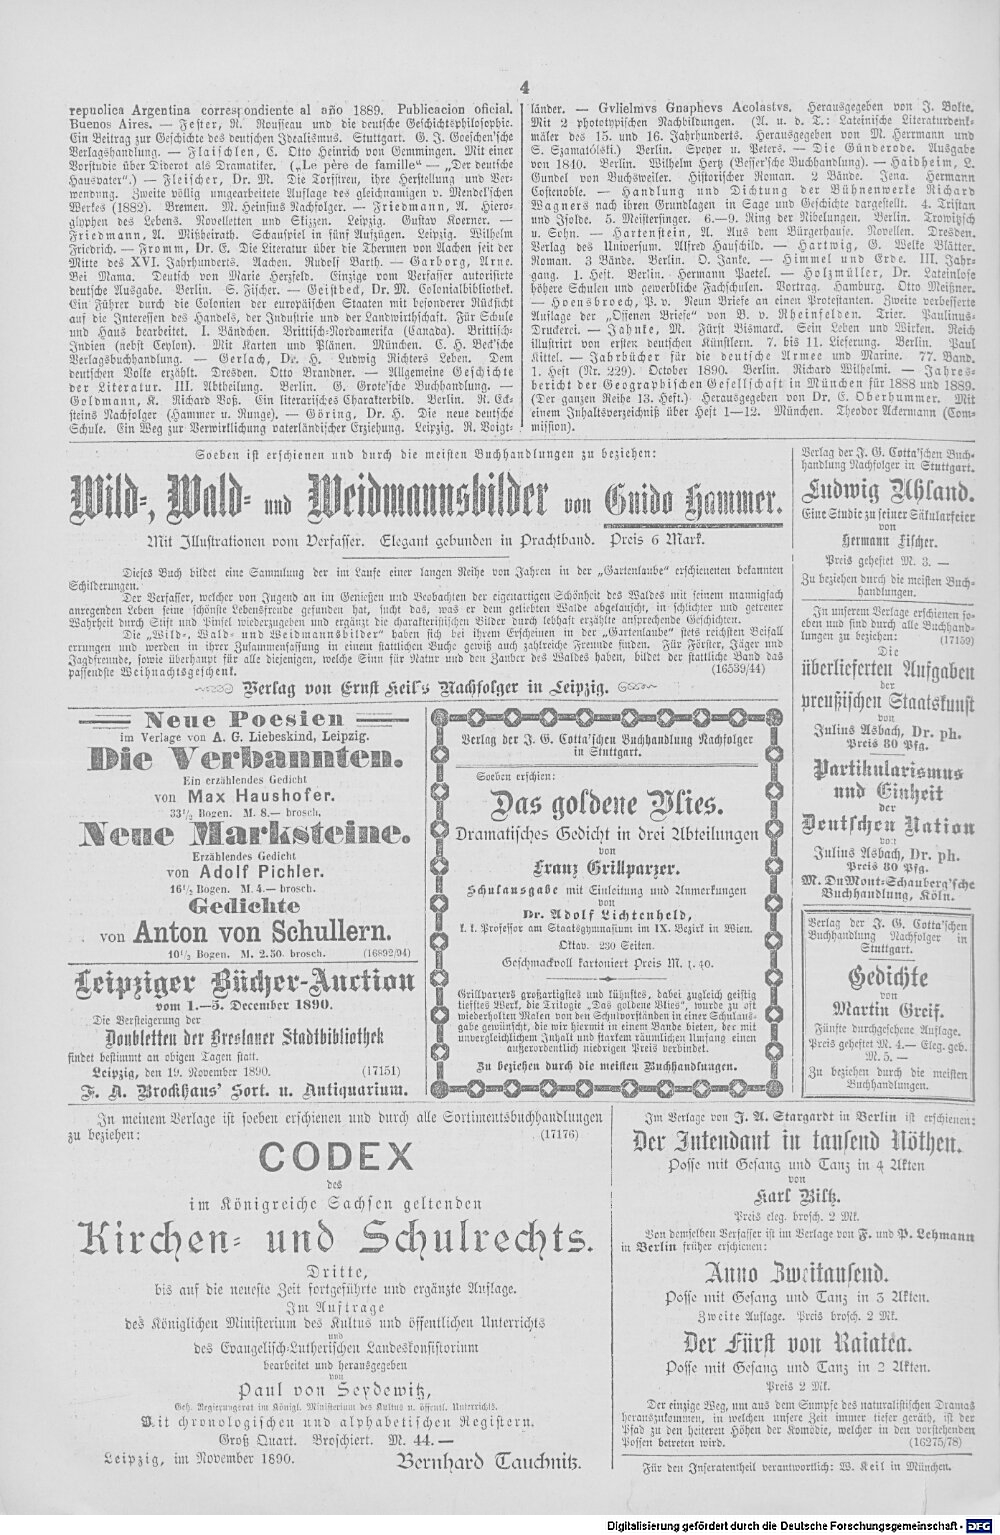 4
repuolica Argentina correspondiente al año 1889. Publicacion oficial.
Buenos Aires. — Fester, R. Rousseau und die deutsche Geschichtsphilosophie.
Ein Beitrag zur Geschichte des deutschen Idealismus. Stuttgart. G. J. Goeschen'sche
Verlagshandlung. — Flaischlen, C. Otto Heinrich von Gemmingen. Mit einer
Vorstudie über Diderot als Dramatiker. („Le père de famille“ — „Der deutsche
Hausvater“.) — Fleischer, Dr. M. Die Torfstreu, ihre Herstellung und Ver-
wendung. Zweite völlig umgearbeitete Auflage des gleichnamigen v. Mendel'schen
Werkes (1882). Bremen. M. Heinsius Nachfolger. — Friedmann, A. Hiero-
glyphen des Lebens. Novelletten und Skizzen. Leipzig. Gustav Koerner. —
Friedmann, A. Mißheirath. Schauspiel in fünf Aufzügen. Leipzig. Wilhelm
Friedrich. — Fromm, Dr. E. Die Literatur über die Thermen von Aachen seit der
Mitte des XVI. Jahrhunderts. Aachen. Rudolf Barth. — Garborg, Arne.
Bei Mama. Deutsch von Marie Herzfeld. Einzige vom Verfasser autorisirte
deutsche Ausgabe. Berlin. S. Fischer. — Geistbeck, Dr. M. Colonialbibliothek.
Ein Führer durch die Colonien der europäischen Staaten mit besonderer Rücksicht
auf die Interessen des Handels, der Industrie und der Landwirthschaft. Für Schule
und Haus bearbeitet. I. Bändchen. Brittisch-Nordamerika (Canada). Brittisch-
Indien (nebst Ceylon). Mit Karten und Plänen. München. C. H. Beck'sche
Verlagsbuchhandlung. — Gerlach, Dr. H. Ludwig Richters Leben. Dem
deutschen Volke erzählt. Dresden. Otto Brandner. — Allgemeine Geschichte
der Literatur. III. Abtheilung. Berlin. G. Grote'sche Buchhandlung. —
Goldmann, K. Richard Voß. Ein literarisches Charakterbild. Berlin. R. Eck-
steins Nachfolger (Hammer u. Runge). — Göring, Dr. H. Die neue deutsche
Schule. Ein Weg zur Verwirklichung vaterländischer Erziehung. Leipzig. R. Voigt-
länder. — Gvlielmvs Gnaphevs Acolastvs. Herausgegeben von J. Bolte.
Mit 2 phototypischen Nachbildungen. (A. u. d. T.: Lateinische Literaturdenk-
mäler des 15. und 16. Jahrhunderts. Herausgegeben von M. Herrmann und
S. Szamatólski.) Berlin. Speyer u. Peters. — Die Günderode. Ausgabe
von 1840. Berlin. Wilhelm Hertz (Besser'sche Buchhandlung). — Haidheim, L.
Gundel von Buchsweiler. Historischer Roman. 2 Bände. Jena. Hermann
Costenoble. — Handlung und Dichtung der Bühnenwerke Richard
Wagners nach ihren Grundlagen in Sage und Geschichte dargestellt. 4. Tristan
und Isolde. 5. Meistersinger. 6.—9. Ring der Nibelungen. Berlin. Trowitzsch
u. Sohn. — Hartenstein, A. Aus dem Bürgerhause. Novellen. Dresden.
Verlag des Universum. Alfred Hauschild. — Hartwig, G. Welke Blätter.
Roman. 3 Bände. Berlin. O. Janke. — Himmel und Erde. III. Jahr-
gang. 1. Heft. Berlin. Hermann Paetel. — Holzmüller, Dr. Lateinlose
höhere Schulen und gewerbliche Fachschulen. Vortrag. Hamburg. Otto Meißner.
— Hoensbroech, P. v. Neun Briefe an einen Protestanten. Zweite verbesserte
Auflage der „Offenen Briefe“ von B. v. Rheinfelden. Trier. Paulinus-
Druckerei. — Jahnke, M. Fürst Bismarck. Sein Leben und Wirken. Reich
illustrirt von ersten deutschen Künstlern. 7. bis 11. Lieferung. Berlin. Paul
Kittel. — Jahrbücher für die deutsche Armee und Marine. 77. Band.
1. Heft (Nr. 229). October 1890. Berlin. Richard Wilhelmi. — Jahres-
bericht der Geographischen Gesellschaft in München für 1888 und 1889.
(Der ganzen Reihe 13. Heft.) Herausgegeben von Dr. E. Oberhummer. Mit
einem Inhaltsverzeichniß über Heft 1—12. München. Theodor Ackermann (Com-
mission).
Soeben ist erschienen und durch die meisten Buchhandlungen zu beziehen:
Wild-, Wald- und Weidmannsbilder von Guido Hammer.
Mit Illustrationen vom Verfasser. Elegant gebunden in Prachtband. Preis 6 Mark.
Dieses Buch bildet eine Sammlung der im Laufe einer langen Reihe von Jahren in der „Gartenlaube“ erschienenen bekannten
Schilderungen.
Der Verfasser, welcher von Jugend an im Genießen und Beobachten der eigenartigen Schönheit des Waldes mit seinem mannigfach
anregenden Leben seine schönste Lebensfreude gefunden hat, sucht das, was er dem geliebten Walde abgelauscht, in schlichter und getreuer
Wahrheit durch Stift und Pinsel wiederzugeben und ergänzt die charakteristischen Bilder durch lebhaft erzählte ansprechende Geschichten.
Die „Wild-, Wald- und Weidmannsbilder“ haben sich bei ihrem Erscheinen in der „Gartenlaube“ stets reichsten Beifall
errungen und werden in ihrer Zusammenfassung in einem stattlichen Buche gewiß auch zahlreiche Freunde finden. Für Förster, Jäger und
Jagdfreunde, sowie überhaupt für alle diejenigen, welche Sinn für Natur und den Zauber des Waldes haben, bildet der stattliche Band das
passendste Weihnachtsgeschenk. (16539/44)
Verlag von Ernst Keil's Nachfolger in Leipzig.
Verlag der J. G. Cotta'schen Buch-
handlung Nachfolger in Stuttgart.
Ludwig Uhland.
Eine Studie zu seiner Säkularfeier
von
Hermann Fischer.
Preis geheftet M. 3. —
Zu beziehen durch die meisten Buch-
handlungen.
In unserem Verlage erschienen so-
eben und sind durch alle Buchhand-
lungen zu beziehen: (17159)
Die
überlieferten Aufgaben
der
preußischen Staatskunst
von
Julius Asbach, Dr. ph.
Preis 80 Pfg.
Partikularismus
und Einheit
der
Deutschen Nation
von
Julius Asbach, Dr. ph.
Preis 80 Pfg.
M. DuMont-Schauberg'sche
Buchhandlung, Köln.
Verlag der J. G. Cotta'schen
Buchhandlung Nachfolger in
Stuttgart.
Gedichte
von
Martin Greif.
Fünfte durchgesehene Auflage.
Preis geheftet M. 4.— Eleg. geb.
M. 5. —
Zu beziehen durch die meisten
Buchhandlungen.
Neue Poesien
im Verlage von A. G. Liebeskind, Leipzig.
Die Verbannten.
Ein erzählendes Gedicht
von Max Haushofer.
33½ Bogen. M. 8.— brosch.
Neue Marksteine.
Erzählendes Gedicht
von Adolf Pichler.
16½ Bogen. M. 4.— brosch.
Gedichte
von Anton von Schullern.
10½ Bogen. M. 2.50. brosch. (16892/94)
Leipziger Bücher-Auction
vom 1.—5. December 1890.
Die Versteigerung der
Doubletten der Breslauer Stadtbibliothek
findet bestimmt an obigen Tagen statt.
Leipzig, den 19. November 1890. (17151)
F. A. Brockhaus' Sort. u. Antiquarium.
Verlag der J. G. Cotta'schen Buchhandlung Nachfolger
in Stuttgart.
Soeben erschien:
Das goldene Vlies.
Dramatisches Gedicht in drei Abteilungen
von
Franz Grillparzer.
Schulausgabe mit Einleitung und Anmerkungen
von
Dr. Adolf Lichtenheld,
k. k. Professor am Staatsgymnasium im IX. Bezirk in Wien.
Oktav. 230 Seiten.
Geschmackvoll kartoniert Preis M. 1. 40.
Grillparzers großartigstes und kühnstes, dabei zugleich geistig
tiefstes Werk, die Trilogie „Das goldene Vlies“, wurde zu oft
wiederholten Malen von den Schulvorständen in einer Schulaus-
gabe gewünscht, die wir hiermit in einem Bande bieten, der mit
unvergleichlichem Inhalt und starkem räumlichen Umfang einen
außerordentlich niedrigen Preis verbindet.
Zu beziehen durch die meisten Buchhandlungen.
In meinem Verlage ist soeben erschienen und durch alle Sortimentsbuchhandlungen
zu beziehen: (17176)
CODEX
des
im Königreiche Sachsen geltenden
Kirchen- und Schulrechts.
Dritte,
bis auf die neueste Zeit fortgeführte und ergänzte Auflage.
Im Auftrage
des Königlichen Ministerium des Kultus und öffentlichen Unterrichts
und
des Evangelisch-Lutherischen Landeskonsistorium
bearbeitet und herausgegeben
von
Paul von Seydewitz,
Geh. Regierungsrat im Königl. Ministerium des Kultus u. öffentl. Unterrichts.
Mit chronologischen und alphabetischen Registern.
Groß Quart. Broschiert. M. 44. —
Leipzig, im November 1890. Bernhard Tauchnitz.
Im Verlage von J. A. Stargardt in Berlin ist erschienen:
Der Intendant in tausend Nöthen.
Posse mit Gesang und Tanz in 4 Akten
von
Karl Biltz.
Preis eleg. brosch. 2 Mk.
Von demselben Verfasser ist im Verlage von F. und P. Lehmann
in Berlin früher erschienen:
Anno Zweitausend.
Posse mit Gesang und Tanz in 3 Akten.
Zweite Auflage. Preis brosch. 2 Mk.
Der Fürst von Raiatea.
Posse mit Gesang und Tanz in 2 Akten.
Preis 2 Mk.
Der einzige Weg, um aus dem Sumpfe des naturalistischen Dramas
herauszukommen, in welchen unsere Zeit immer tiefer geräth, ist der
Pfad zu den heiteren Höhen der Komödie, welcher in den vorstehenden
Possen betreten wird. (16275/78)
Für den Inseratentheil verantwortlich: W. Keil in München.
Digitalisierung gefördert durch die Deutsche Forschungsgemeinschaft - DFG